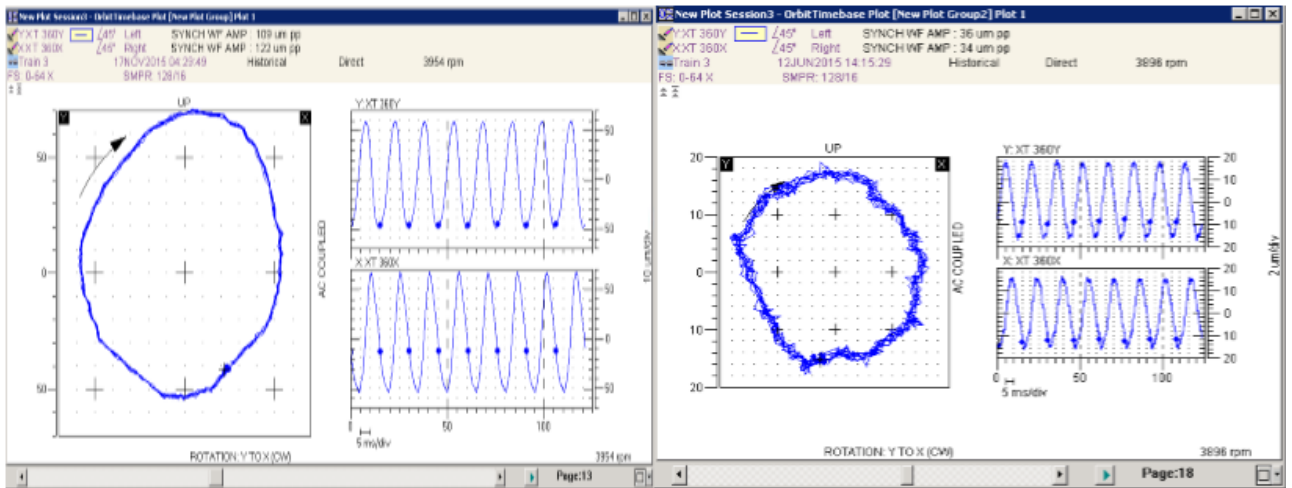 New Plot Session3 - OrbitTimebase Plot [New Plot Group] Plot 1
Y:XT 360Y ∠45° Left SYNCH WF AMP : 109 um pp
X:XT 360X ∠45° Right SYNCH WF AMP : 122 um pp
Train 3 17NOV2015 04:29:49 Historical Direct 3954 rpm
FS: 0-64 X SMPR: 128/16
UP
Y
X
50
0
50
AC COUPLED
Y:XT 360Y
50
0
50
X:XT 360X
50
0
50
10 um/div
0 50 100
5 ms/div
ROTATION: Y TO X (CW)
3954 rpm
Page:13
New Plot Session3 - OrbitTimebase Plot [New Plot Group2] Plot 1
Y:XT 360Y ∠45° Left SYNCH WF AMP : 36 um pp
X:XT 360X ∠45° Right SYNCH WF AMP : 34 um pp
Train 3 12JUN2015 14:15:29 Historical Direct 3896 rpm
FS: 0-64 X SMPR: 128/16
UP
Y
X
20
10
0
10
20
AC COUPLED
Y: XT 360Y
20
10
0
10
20
X: XT 360X
20
10
0
10
20
2 um/div
0 50 100
5 ms/div
ROTATION: Y TO X (CW)
3896 rpm
Page:18